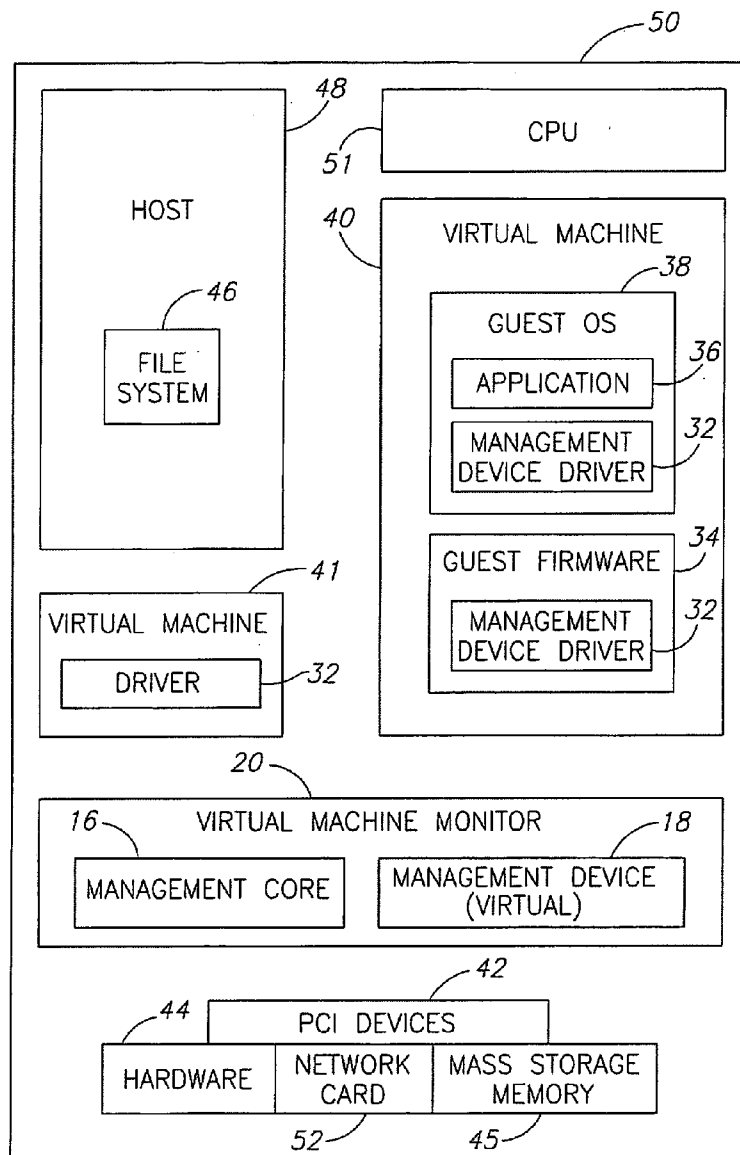 50
48
HOST
46
FILE
SYSTEM
51
CPU
40
VIRTUAL MACHINE
38
GUEST OS
36
APPLICATION
32
MANAGEMENT
DEVICE DRIVER
34
GUEST FIRMWARE
32
MANAGEMENT
DEVICE DRIVER
41
VIRTUAL MACHINE
DRIVER
32
20
VIRTUAL MACHINE MONITOR
16
MANAGEMENT CORE
18
MANAGEMENT DEVICE
(VIRTUAL)
42
PCI DEVICES
44
HARDWARE
NETWORK
CARD
52
MASS STORAGE
MEMORY
45